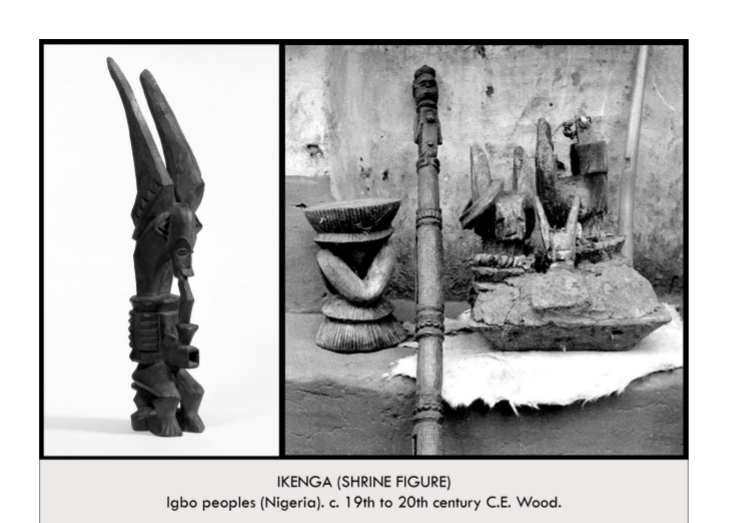 IKENGA (SHRINE FIGURE)
Igbo peoples (Nigeria). c. 19th to 20th century C.E. Wood.